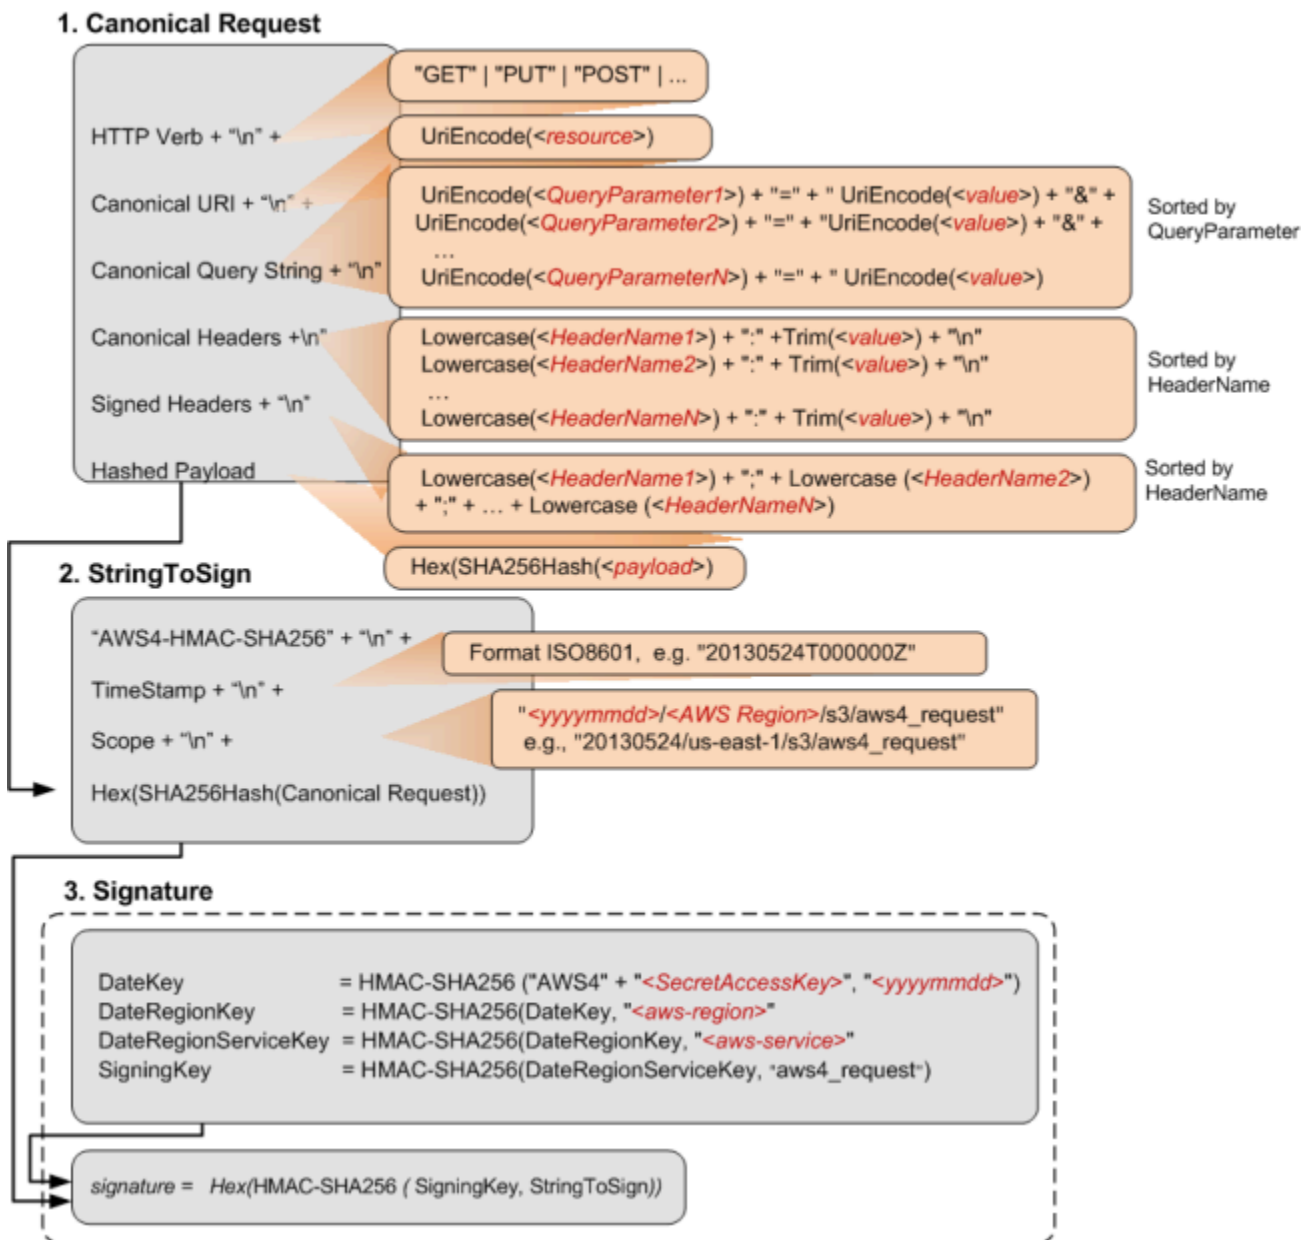 1. Canonical Request
"GET" | "PUT" | "POST" | ...
HTTP Verb + “\n” +
UriEncode(<resource>)
Canonical URI + “\n” +
UriEncode(<QueryParameter1>) + "=" + " UriEncode(<value>) + "&" +
UriEncode(<QueryParameter2>) + "=" + "UriEncode(<value>) + "&" +
...
UriEncode(<QueryParameterN>) + "=" + " UriEncode(<value>)
Sorted by
QueryParameter
Canonical Query String + “\n”
Canonical Headers +\n”
Lowercase(<HeaderName1>) + ":" +Trim(<value>) + "\n"
Lowercase(<HeaderName2>) + ":" + Trim(<value>) + "\n"
...
Lowercase(<HeaderNameN>) + ":" + Trim(<value>) + "\n"
Sorted by
HeaderName
Signed Headers + “\n”
Hashed Payload
Lowercase(<HeaderName1>) + ";" + Lowercase (<HeaderName2>)
+ ";" + ... + Lowercase (<HeaderNameN>)
Sorted by
HeaderName
Hex(SHA256Hash(<payload>)
2. StringToSign
“AWS4-HMAC-SHA256” + “\n” +
Format ISO8601, e.g. "20130524T000000Z"
TimeStamp + “\n” +
"<yyyymmdd>/<AWS Region>/s3/aws4_request"
e.g., "20130524/us-east-1/s3/aws4_request"
Scope + “\n” +
Hex(SHA256Hash(Canonical Request))
3. Signature
DateKey = HMAC-SHA256 ("AWS4" + "<SecretAccessKey>", "<yyyymmdd>")
DateRegionKey = HMAC-SHA256(DateKey, "<aws-region>"
DateRegionServiceKey = HMAC-SHA256(DateRegionKey, "<aws-service>"
SigningKey = HMAC-SHA256(DateRegionServiceKey, "aws4_request")
signature = Hex(HMAC-SHA256 ( SigningKey, StringToSign))